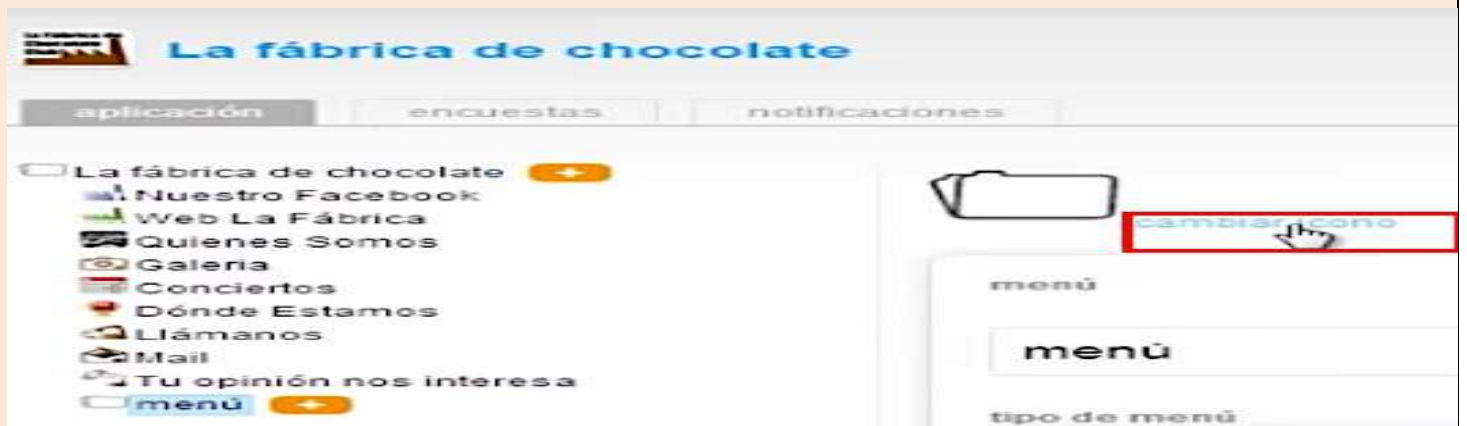 La fábrica de chocolate
aplicación encuestas notificaciones
La fábrica de chocolate +
Nuestro Facebook
Web La Fábrica
Quienes Somos
Galeria
Conciertos
Dónde Estamos
Llámanos
Mail
Tu opinión nos interesa
menú +
cambiar icono
menú
menú
tipo de menú